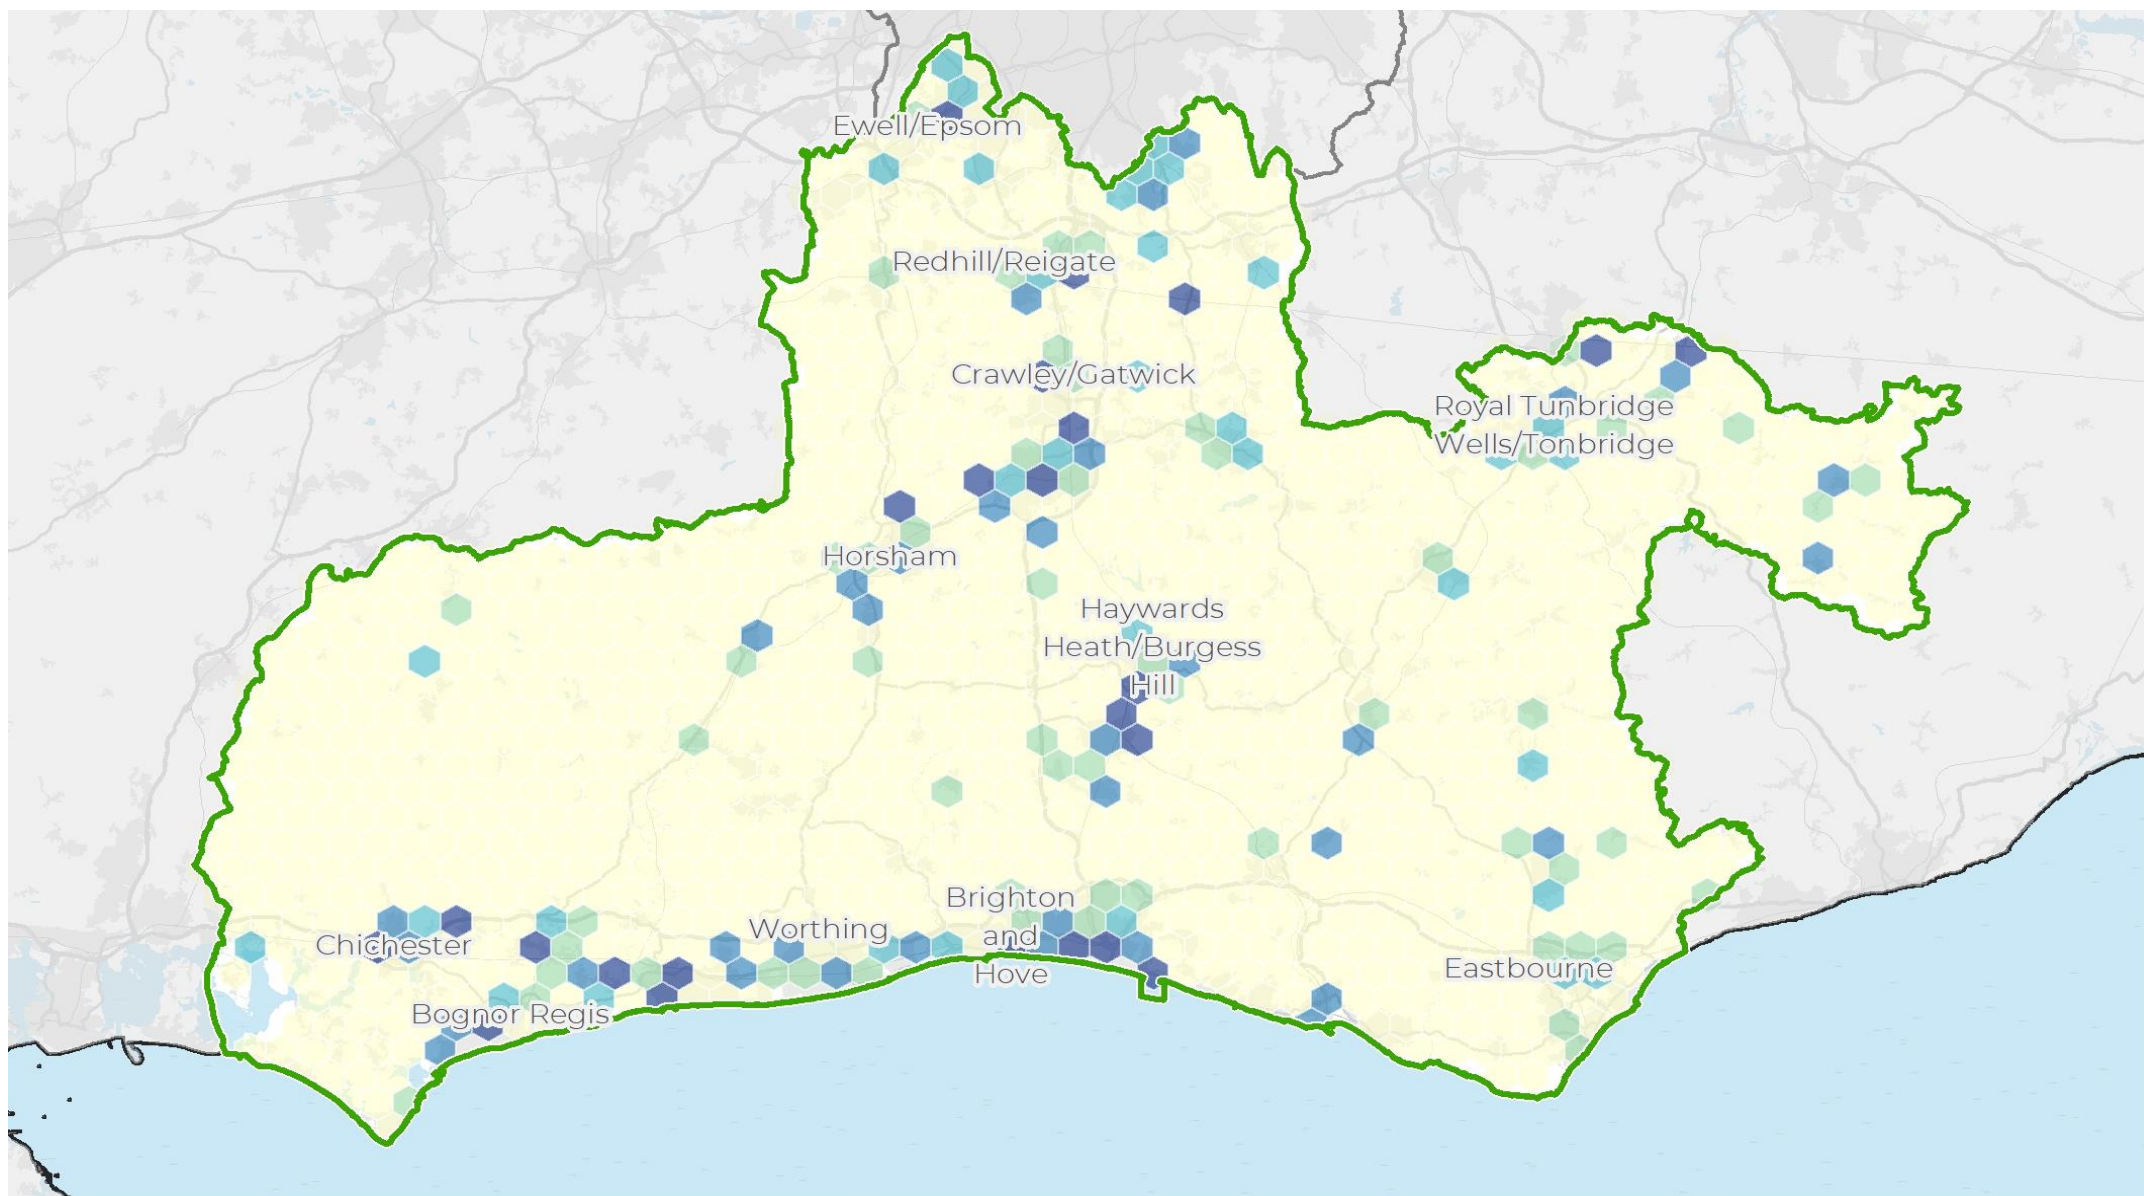 Ewell/Epsom
Redhill/Reigate
Crawley/Gatwick
Royal Tunbridge
Wells/Tonbridge
Horsham
Haywards
Heath/Burgess
Hill
Brighton
and
Hove
Worthing
Chichester
Eastbourne
Bognor Regis